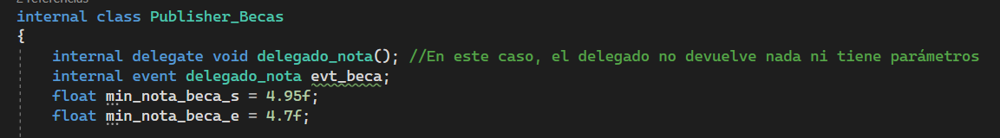 2 referencias
internal class Publisher_Becas
{
internal delegate void delegado_nota(); //En este caso, el delegado no devuelve nada ni tiene parámetros
internal event delegado_nota evt_beca;
float min_nota_beca_s = 4.95f;
float min_nota_beca_e = 4.7f;